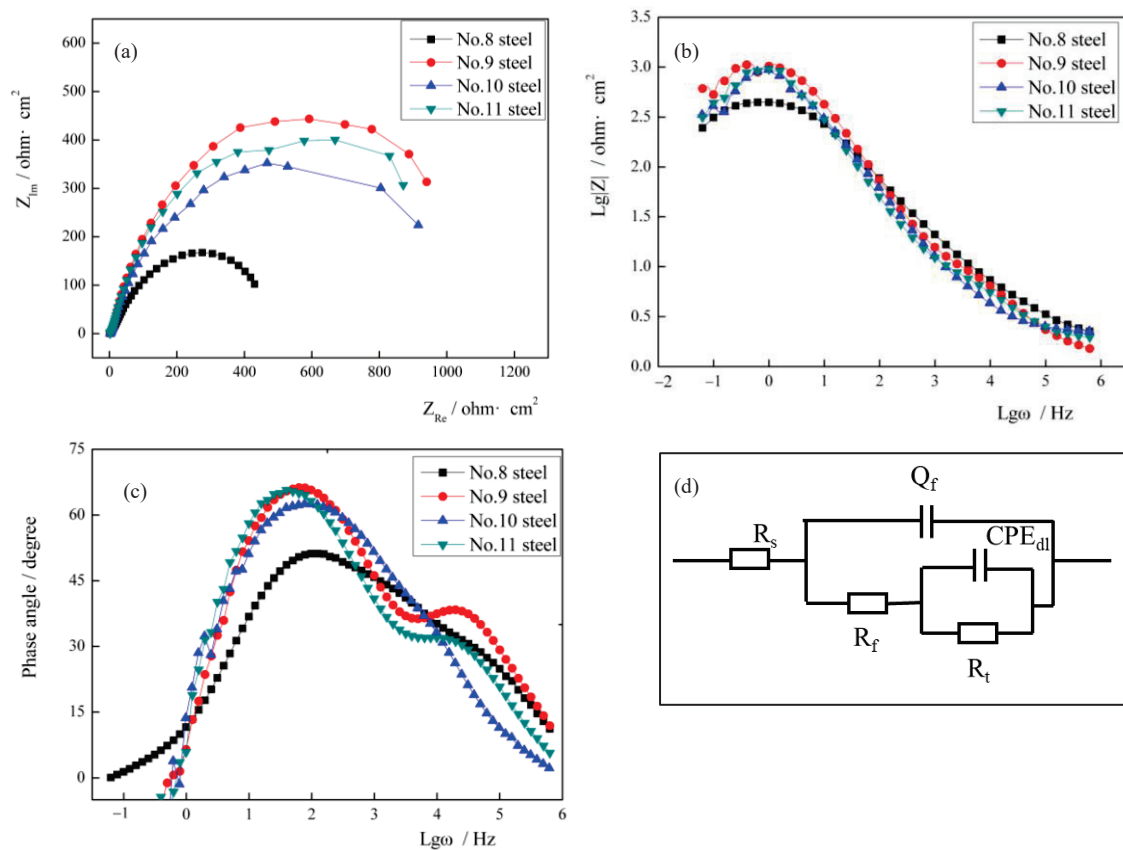 (a)
No.8 steel
No.9 steel
No.10 steel
No.11 steel
600
500
400
300
200
100
0
Z_Im / ohm· cm²
0 200 400 600 800 1000 1200
Z_Re / ohm· cm²
(b)
No.8 steel
No.9 steel
No.10 steel
No.11 steel
3.5
3.0
2.5
2.0
1.5
1.0
0.5
0.0
Lg|Z| / ohm· cm²
−2 −1 0 1 2 3 4 5 6
Lgω / Hz
(c)
No.8 steel
No.9 steel
No.10 steel
No.11 steel
75
60
45
30
15
0
Phase angle / degree
−1 0 1 2 3 4 5 6
Lgω / Hz
(d)
Q_f
R_s
CPE_dl
R_f
R_t